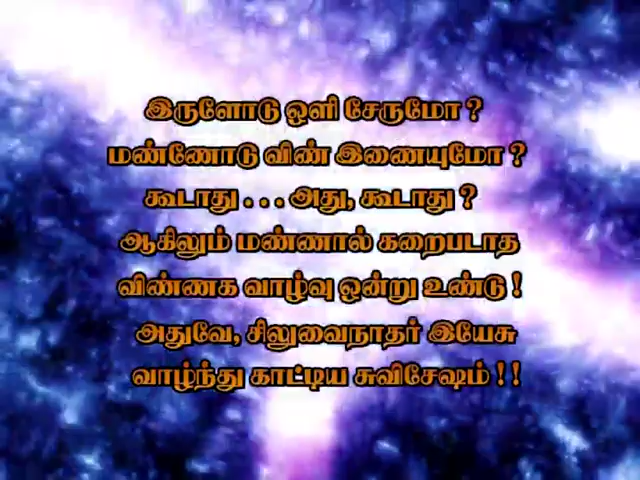 இருளோடு ஒளி சேருமோ ?
மண்ணோடு விண் இணையுமோ ?
கூடாது . . . அது, கூடாது ?
ஆகிலும் மண்ணால் கறைபடாத
விண்ணக வாழ்வு ஒன்று உண்டு !
அதுவே, சிலுவைநாதர் இயேசு
வாழ்ந்து காட்டிய சுவிசேஷம் ! !